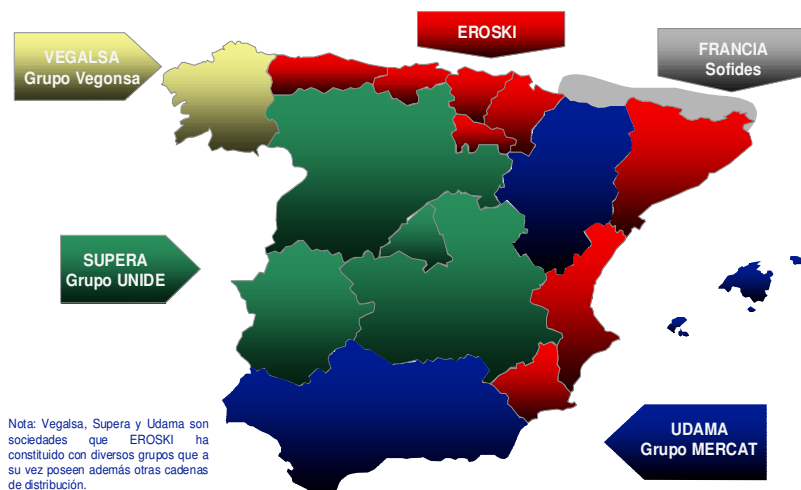 EROSKI
VEGALSA
Grupo Vegonsa
FRANCIA
Sofides
SUPERA
Grupo UNIDE
UDAMA
Grupo MERCAT
Nota: Vegalsa, Supera y Udama son
sociedades que EROSKI ha
constituido con diversos grupos que a
su vez poseen además otras cadenas
de distribución.